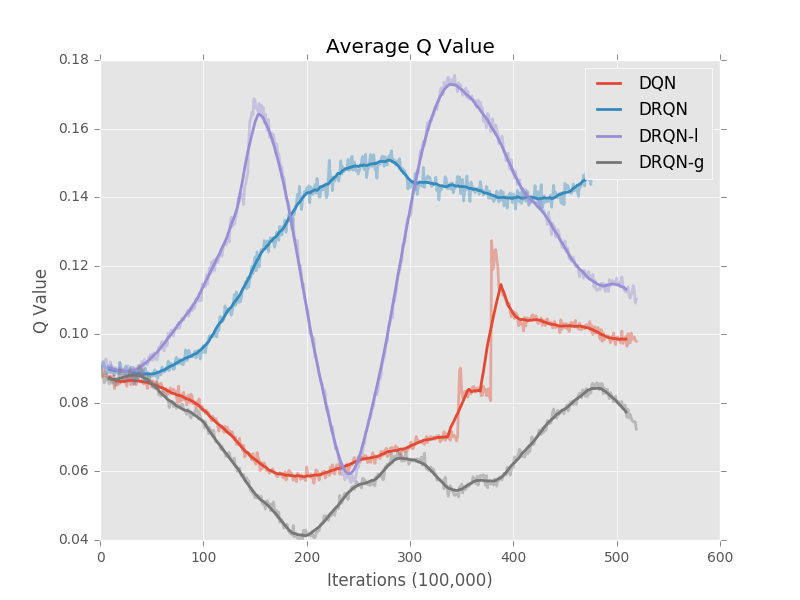 Average Q Value
0.18
0.16
0.14
0.12
0.10
0.08
0.06
0.04
Q Value
DQN
DRQN
DRQN-l
DRQN-g
0 100 200 300 400 500 600
Iterations (100,000)